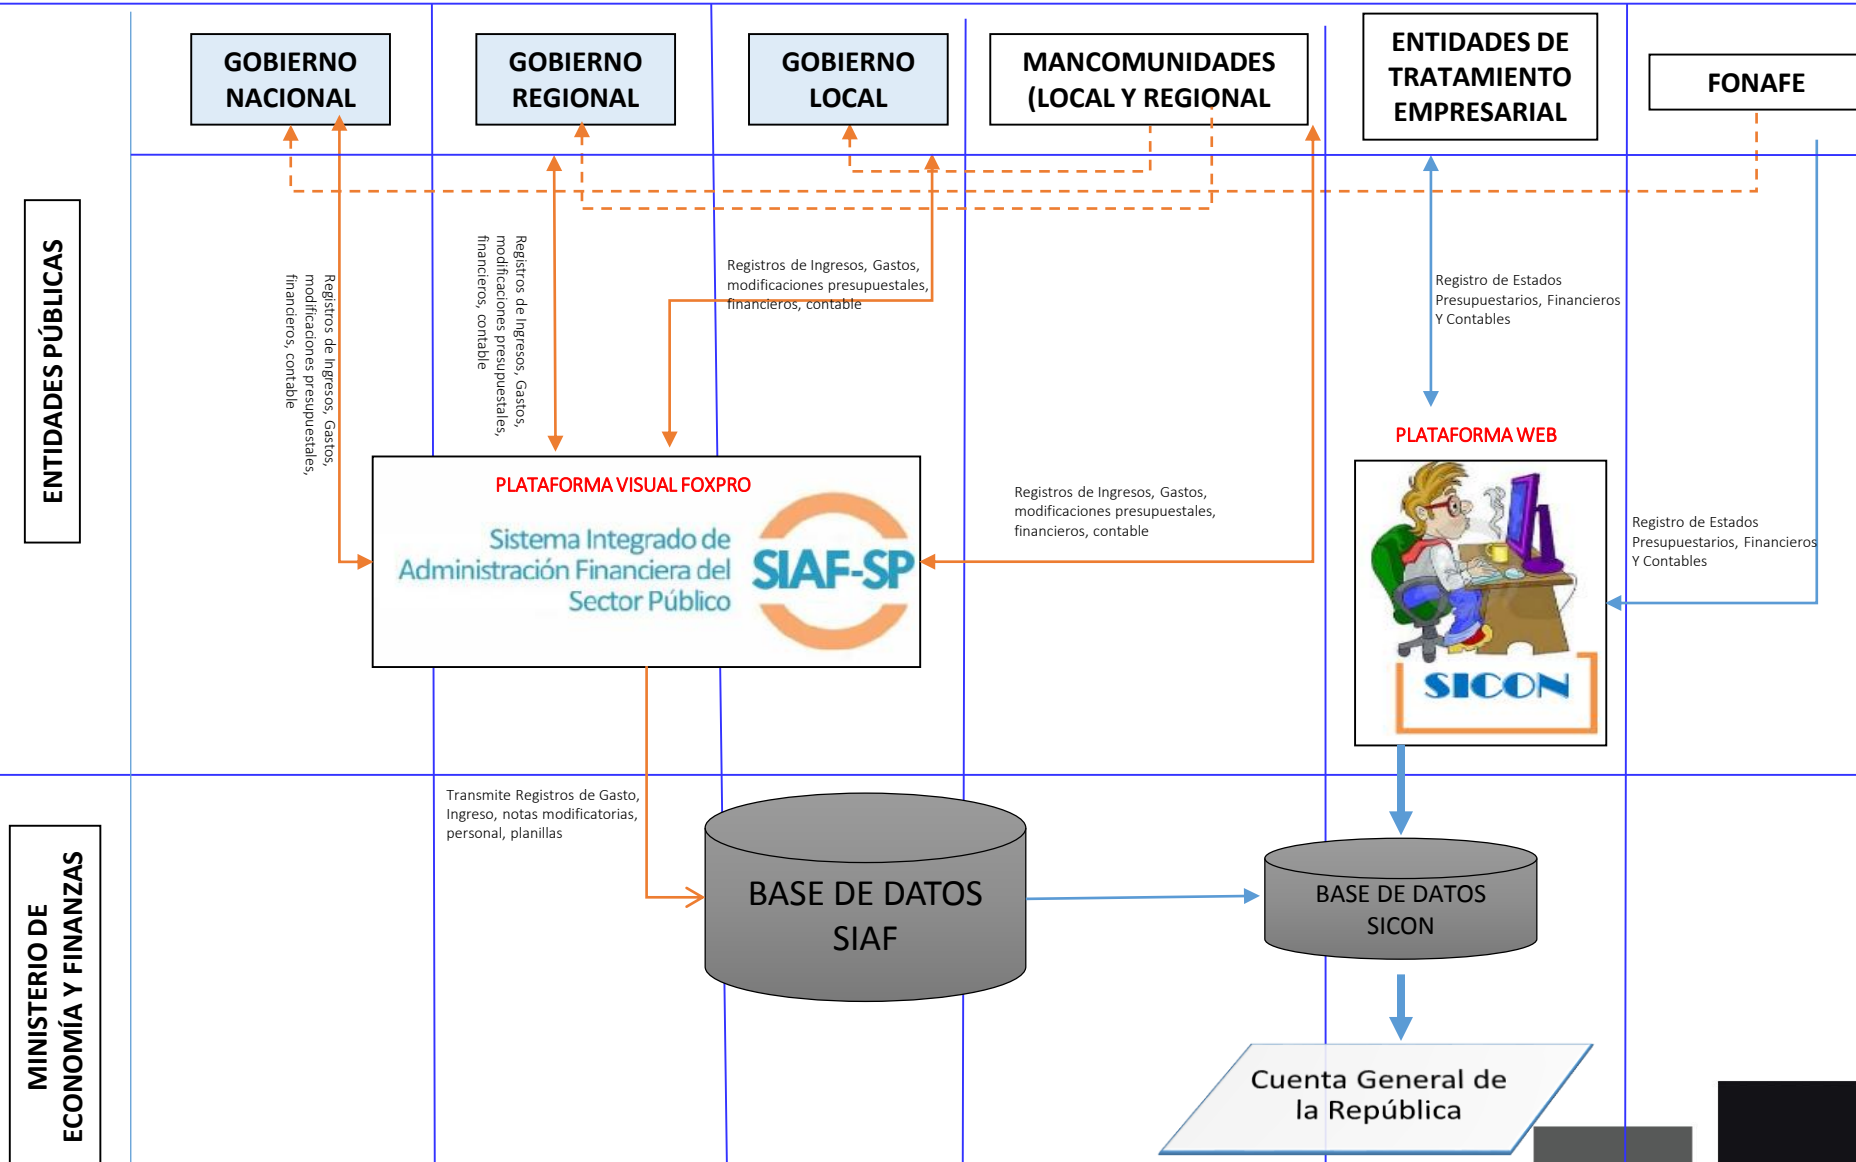 GOBIERNO
NACIONAL
GOBIERNO
REGIONAL
GOBIERNO
LOCAL
MANCOMUNIDADES
(LOCAL Y REGIONAL
ENTIDADES DE
TRATAMIENTO
EMPRESARIAL
FONAFE
ENTIDADES PÚBLICAS
Registros de Ingresos, Gastos,
modificaciones presupuestales,
financieros, contable
Registros de Ingresos, Gastos,
modificaciones presupuestales,
financieros, contable
Registros de Ingresos, Gastos,
modificaciones presupuestales,
financieros, contable
Registro de Estados
Presupuestarios, Financieros
Y Contables
PLATAFORMA WEB
PLATAFORMA VISUAL FOXPRO
Sistema Integrado de
Administración Financiera del
Sector Público
SIAF-SP
Registros de Ingresos, Gastos,
modificaciones presupuestales,
financieros, contable
Registro de Estados
Presupuestarios, Financieros
Y Contables
SICON
MINISTERIO DE
ECONOMÍA Y FINANZAS
Transmite Registros de Gasto,
Ingreso, notas modificatorias,
personal, planillas
BASE DE DATOS
SIAF
BASE DE DATOS
SICON
Cuenta General de
la República